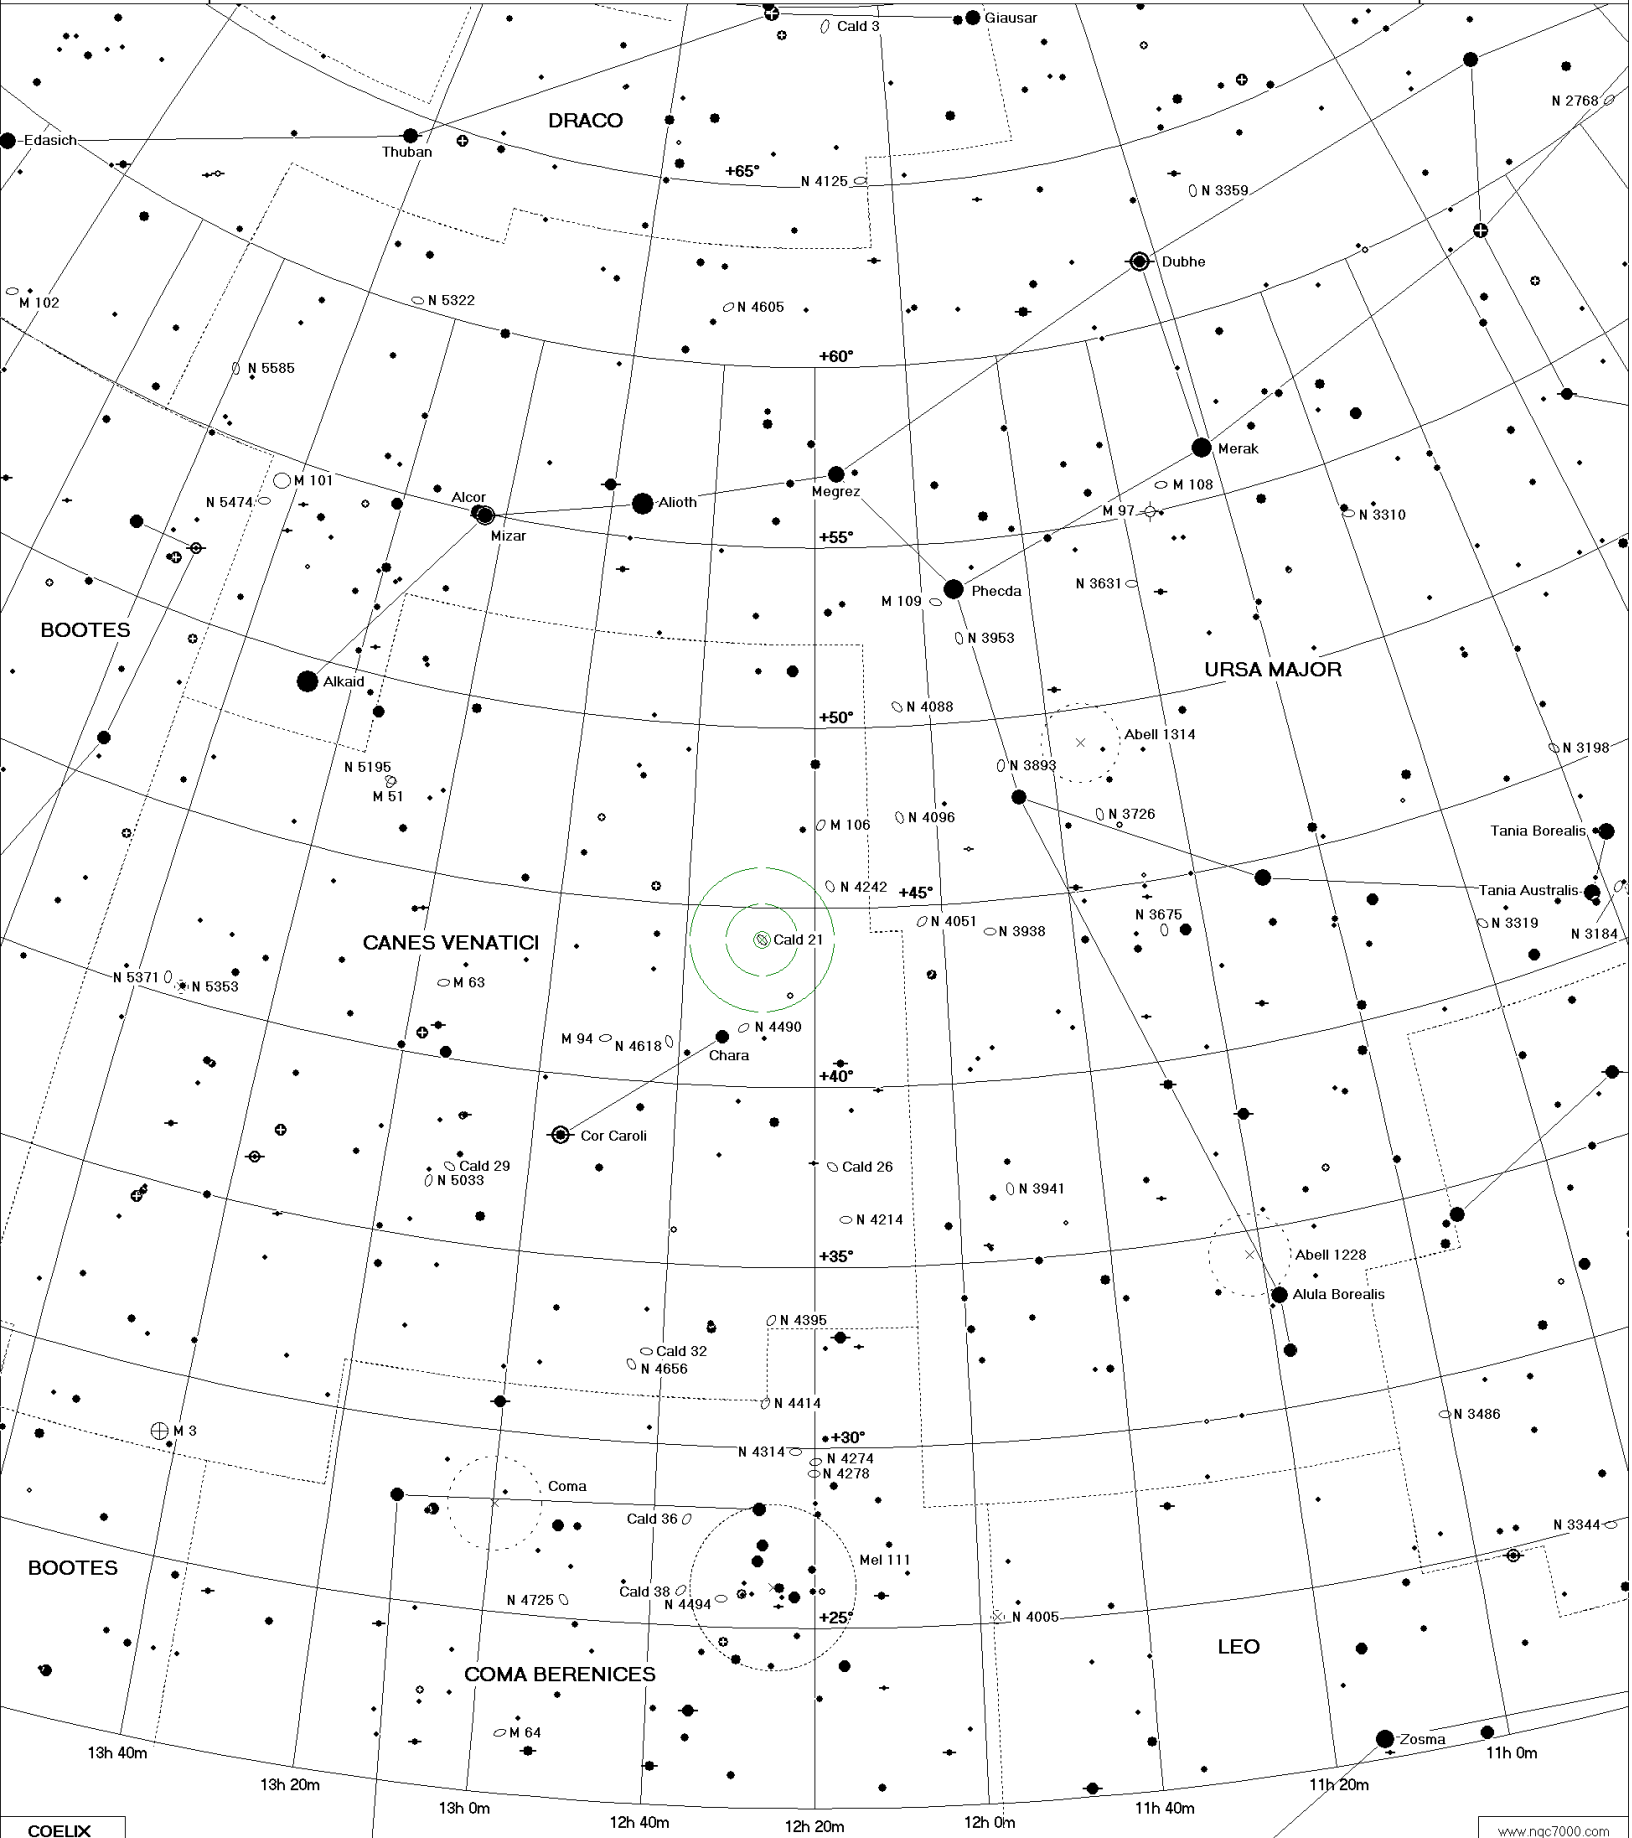 Giausar
Cald 3
N 2768
DRACO
Edasich
Thuban
+65°
N 4125
N 3359
Dubhe
M 102
N 5322
N 4605
+60°
N 5585
Merak
M 101
M 108
N 5474
Alcor
Alioth
Megrez
M 97
N 3310
Mizar
+55°
N 3631
Phecda
M 109
BOOTES
N 3953
URSA MAJOR
Alkaid
N 4088
+50°
Abell 1314
N 3198
N 5195
N 3893
M 51
N 3726
M 106
N 4096
Tania Borealis
N 4242
+45°
Tania Australis
N 3675
N 4051
N 3938
N 3319
N 3184
CANES VENATICI
Cald 21
N 5371
N 5353
M 63
N 4490
M 94
N 4618
Chara
+40°
Cor Caroli
Cald 29
Cald 26
N 5033
N 3941
N 4214
+35°
Abell 1228
Alula Borealis
N 4395
Cald 32
N 4656
N 4414
N 3486
M 3
+30°
N 4314
N 4274
N 4278
Coma
Cald 36
N 3344
Mel 111
BOOTES
Cald 38
N 4725
N 4494
+25°
N 4005
LEO
COMA BERENICES
M 64
Zosma
13h 40m
13h 20m
13h 0m
12h 40m
12h 20m
12h 0m
11h 40m
11h 20m
11h 0m
COELIX
www.ngc7000.com